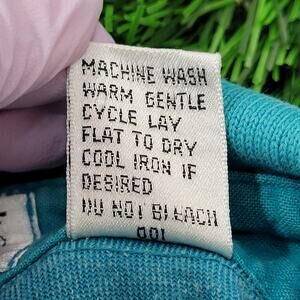 MACHINE WASH
WARM GENTLE
CYCLE LAY
FLAT TO DRY
COOL IRON IF
DESIRED
DO NOT BLEACH